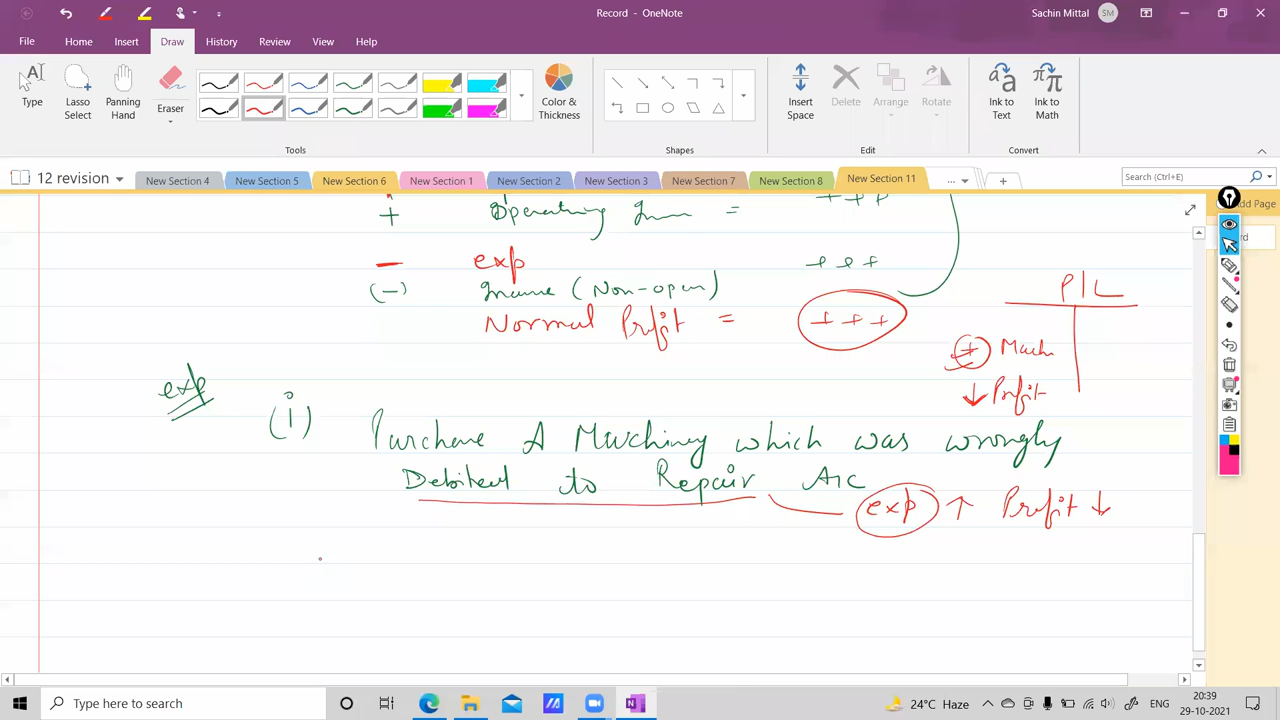 Record - OneNote
Sachin Mittal SM
File Home Insert Draw History Review View Help
Type Lasso Select Panning Hand Eraser Color & Thickness Insert Space Delete Arrange Rotate Ink to Text Ink to Math
Tools Shapes Edit Convert
12 revision New Section 4 New Section 5 New Section 6 New Section 1 New Section 2 New Section 3 New Section 7 New Section 8 New Section 11 ... Search (Ctrl+E)
Add Page
+ Operating = + + +
- exp
(-) (Non-open) + + +
Normal Profit = + + +
P/L
+ Machi
↓ Profit
exp
(i) Purchase A Machinery which was wrongly
Debited to Repair A/c
exp ↑ Profit ↓
Type here to search
24°C Haze
ENG
20:39
29-10-2021